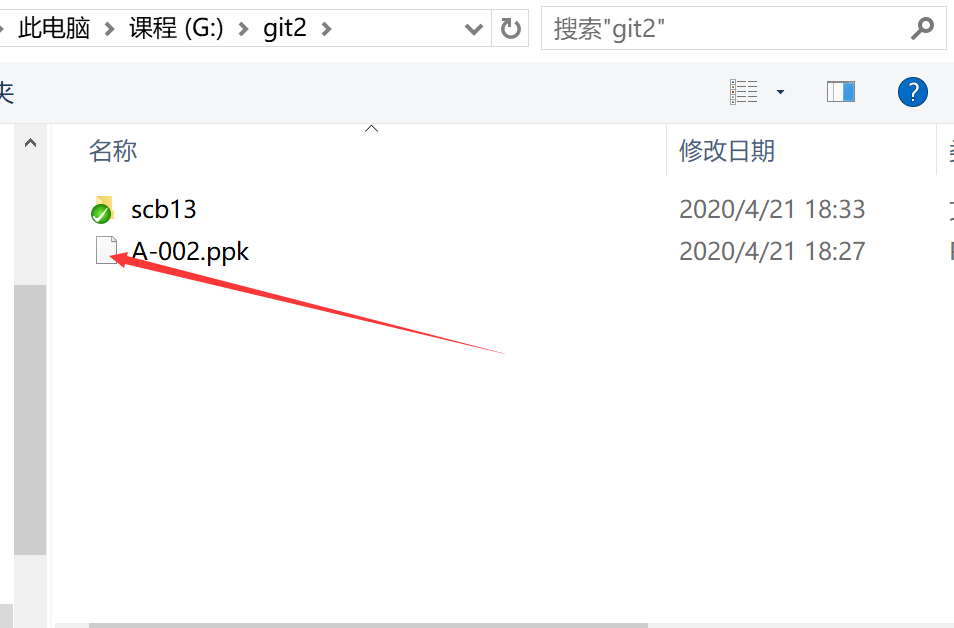 此电脑 课程 (G:) git2 搜索"git2"
夹
名称 修改日期
scb13 2020/4/21 18:33
A-002.ppk 2020/4/21 18:27